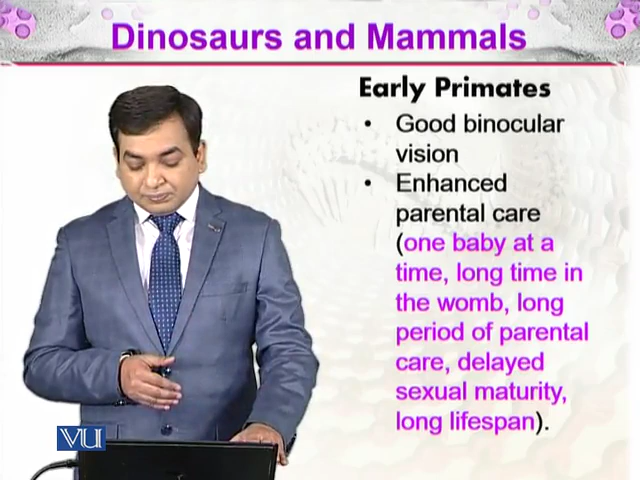 Dinosaurs and Mammals
Early Primates
• Good binocular
vision
• Enhanced
parental care
(one baby at a
time, long time in
the womb, long
period of parental
care, delayed
sexual maturity,
long lifespan).
VU